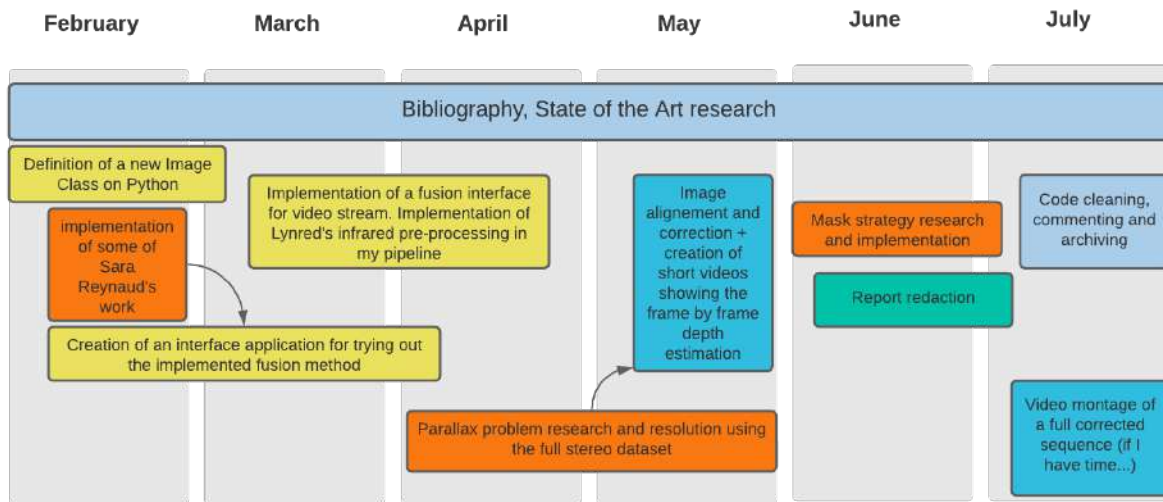 February
March
April
May
June
July
Bibliography, State of the Art research
Definition of a new Image
Class on Python
implementation
of some of
Sara
Reynaud's
work
Implementation of a fusion interface
for video stream. Implementation of
Lynred's infrared pre-processing in
my pipeline
Creation of an interface application for trying out
the implemented fusion method
Image
alignement and
correction +
creation of
short videos
showing the
frame by frame
depth
estimation
Parallax problem research and resolution using
the full stereo dataset
Mask strategy research
and implementation
Report redaction
Code cleaning,
commenting and
archiving
Video montage of
a full corrected
sequence (if I
have time...)